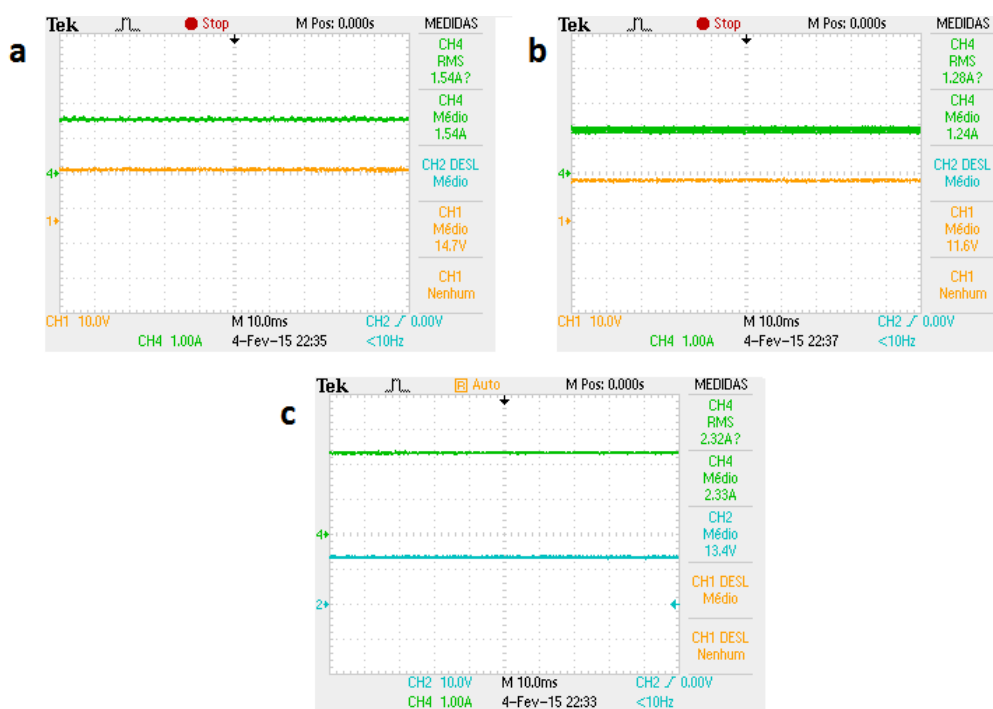 a
Tek Stop M Pos: 0.000s MEDIDAS
CH4
RMS
1.54A?
CH4
Médio
1.54A
CH2 DESL
Médio
CH1
Médio
14.7V
CH1
Nenhum
4
1
CH1 10.0V M 10.0ms CH2 / 0.00V
CH4 1.00A 4-Fev-15 22:35 <10Hz
b
Tek Stop M Pos: 0.000s MEDIDAS
CH4
RMS
1.28A?
CH4
Médio
1.24A
CH2 DESL
Médio
CH1
Médio
11.6V
CH1
Nenhum
4
1
CH1 10.0V M 10.0ms CH2 / 0.00V
CH4 1.00A 4-Fev-15 22:37 <10Hz
c
Tek R Auto M Pos: 0.000s MEDIDAS
CH4
RMS
2.32A?
CH4
Médio
2.33A
CH2
Médio
13.4V
CH1 DESL
Médio
CH1 DESL
Nenhum
4
2
CH2 10.0V M 10.0ms CH2 / 0.00V
CH4 1.00A 4-Fev-15 22:33 <10Hz